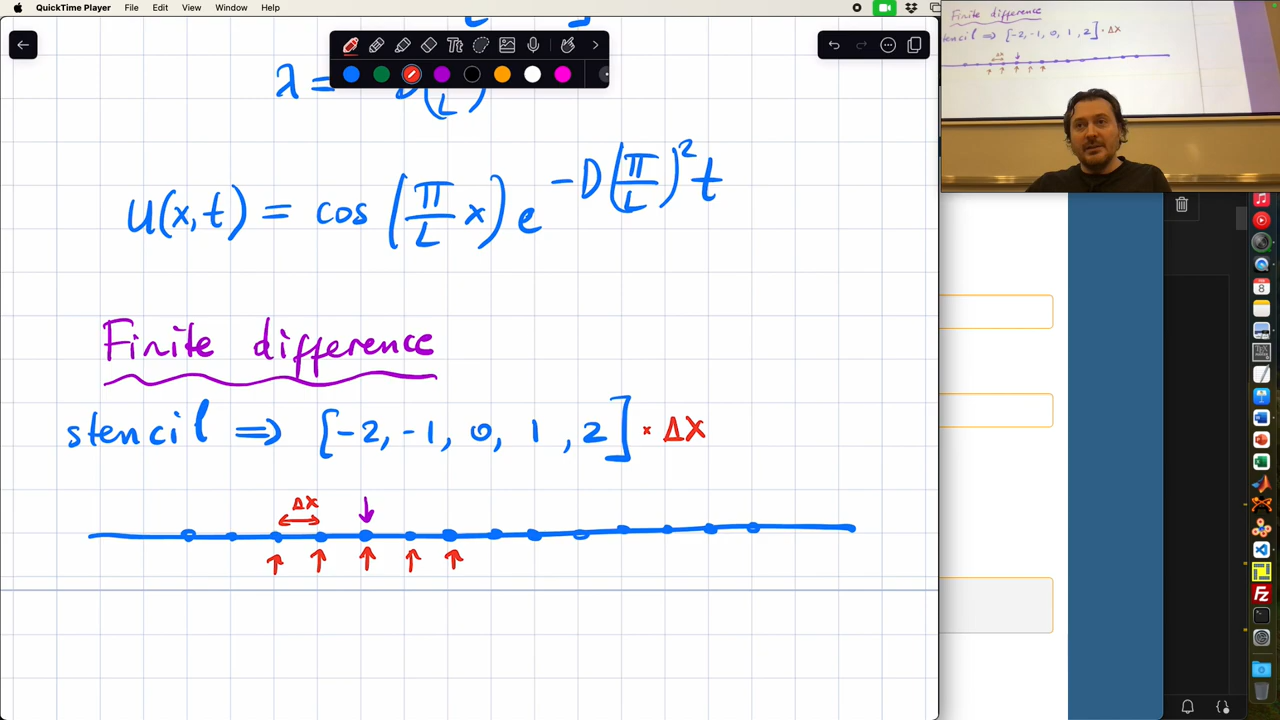 QuickTime Player File Edit View Window Help
λ = D(π/L)
u(x,t) = cos(π/L x) e^{-D(π/L)^2 t}
Finite difference
stencil ⇒ [-2, -1, 0, 1, 2] · Δx
Δx
Finite difference
stencil ⇒ [-2, -1, 0, 1, 2] · Δx
Δx